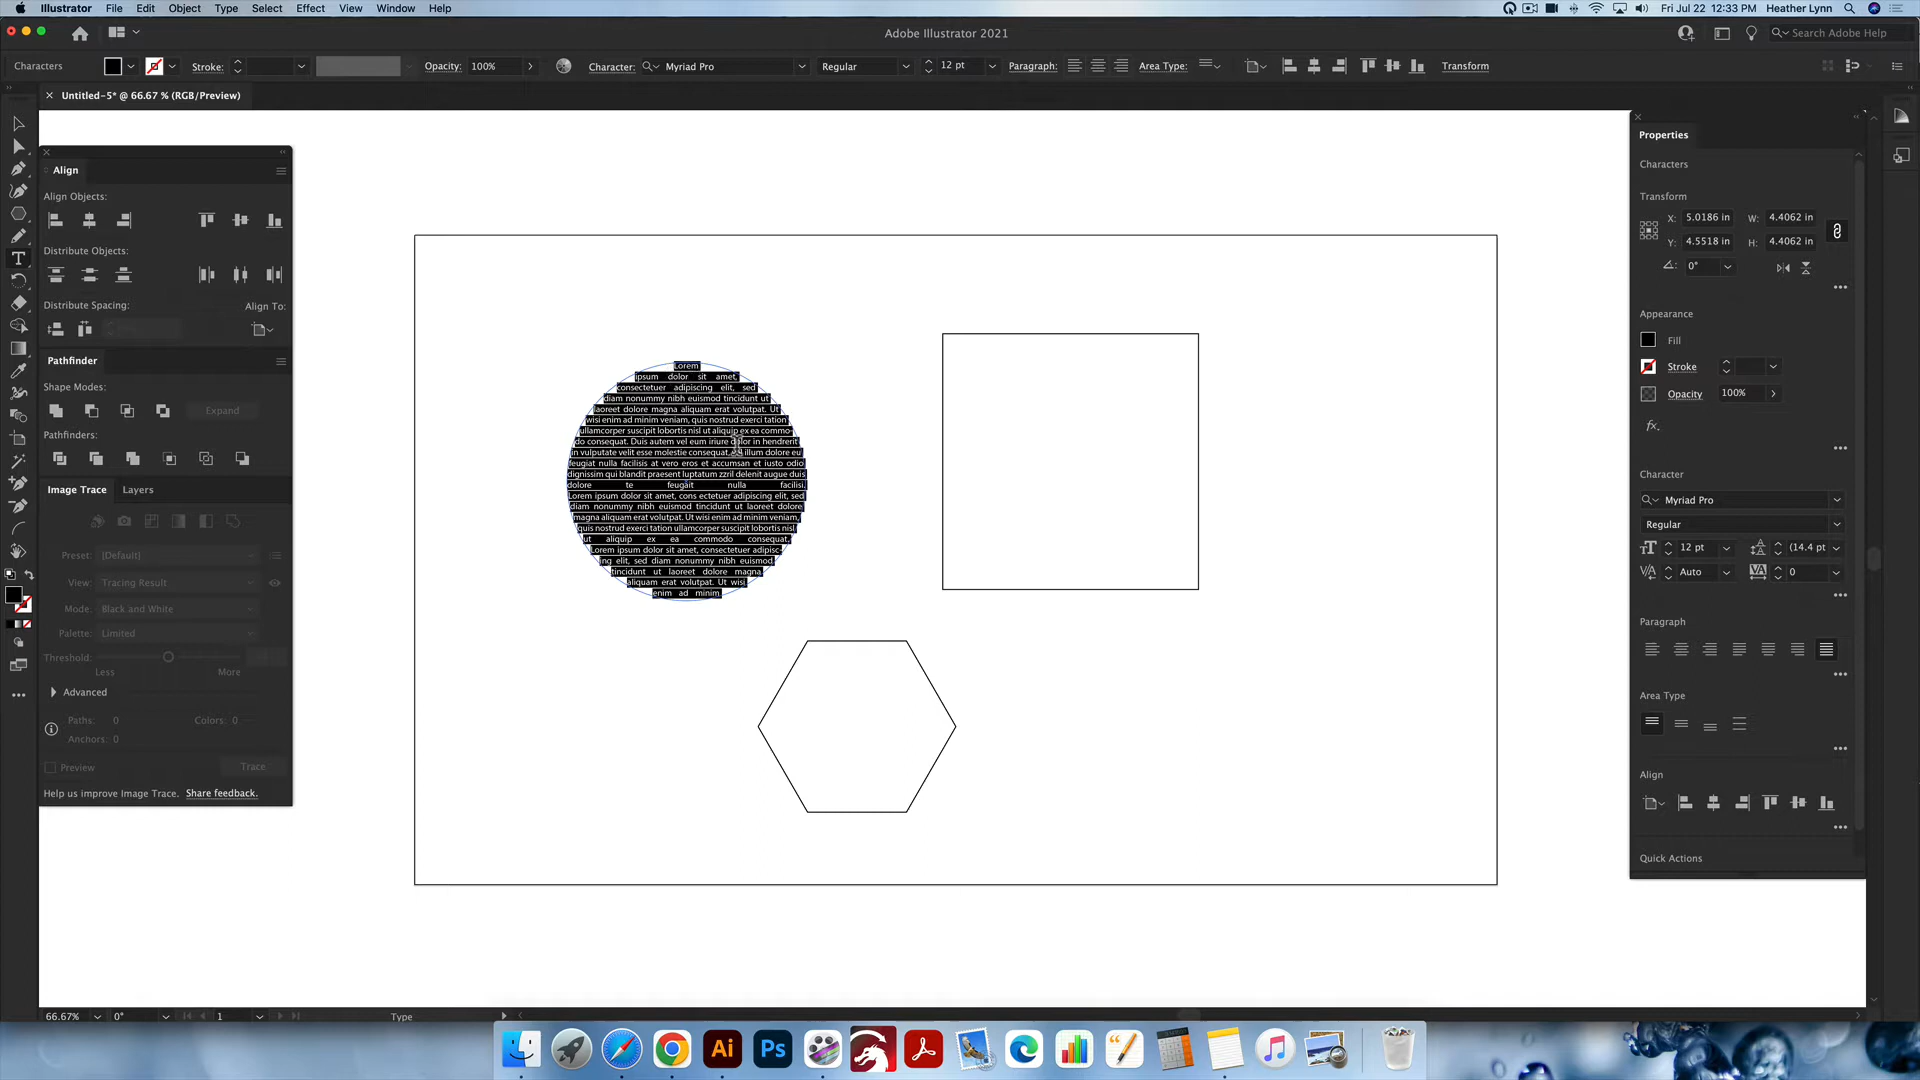 Illustrator File Edit Object Type Select Effect View Window Help
Fri Jul 22 12:33 PM Heather Lynn
Adobe Illustrator 2021
Search Adobe Help
Characters
Stroke:
Opacity: 100%
Character: Myriad Pro
Regular
12 pt
Paragraph:
Area Type:
Transform
Untitled-5* @ 66.67 % (RGB/Preview)
Align
Align Objects:
Distribute Objects:
Distribute Spacing:
Align To:
Pathfinder
Shape Modes:
Expand
Pathfinders:
Image Trace Layers
Preset: [Default]
View: Tracing Result
Mode: Black and White
Palette: Limited
Threshold:
Less More
Advanced
Paths: 0 Colors: 0
Anchors: 0
Preview Trace
Help us improve Image Trace. Share feedback.
Lorem
ipsum dolor sit amet,
consectetuer adipiscing elit, sed
diam nonummy nibh euismod tincidunt ut
laoreet dolore magna aliquam erat volutpat. Ut
wisi enim ad minim veniam, quis nostrud exerci tation
ullamcorper suscipit lobortis nisl ut aliquip ex ea commo-
do consequat. Duis autem vel eum iriure dolor in hendrerit
in vulputate velit esse molestie consequat, vel illum dolore eu
feugiat nulla facilisis at vero eros et accumsan et iusto odio
dignissim qui blandit praesent luptatum zzril delenit augue duis
dolore te feugait nulla facilisi.
Lorem ipsum dolor sit amet, cons ectetuer adipiscing elit, sed
diam nonummy nibh euismod tincidunt ut laoreet dolore
magna aliquam erat volutpat. Ut wisi enim ad minim veniam,
quis nostrud exerci tation ullamcorper suscipit lobortis nisl
ut aliquip ex ea commodo consequat.
Lorem ipsum dolor sit amet, consectetuer adipisc-
ing elit, sed diam nonummy nibh euismod
tincidunt ut laoreet dolore magna
aliquam erat volutpat. Ut wisi
enim ad minim.
Properties
Characters
Transform
X: 5.0186 in W: 4.4062 in
Y: 4.5518 in H: 4.4062 in
0°
Appearance
Fill
Stroke
Opacity 100%
fx.
Character
Myriad Pro
Regular
12 pt (14.4 pt
Auto 0
Paragraph
Area Type
Align
Quick Actions
66.67% 0° 1 Type
Ai
Ps